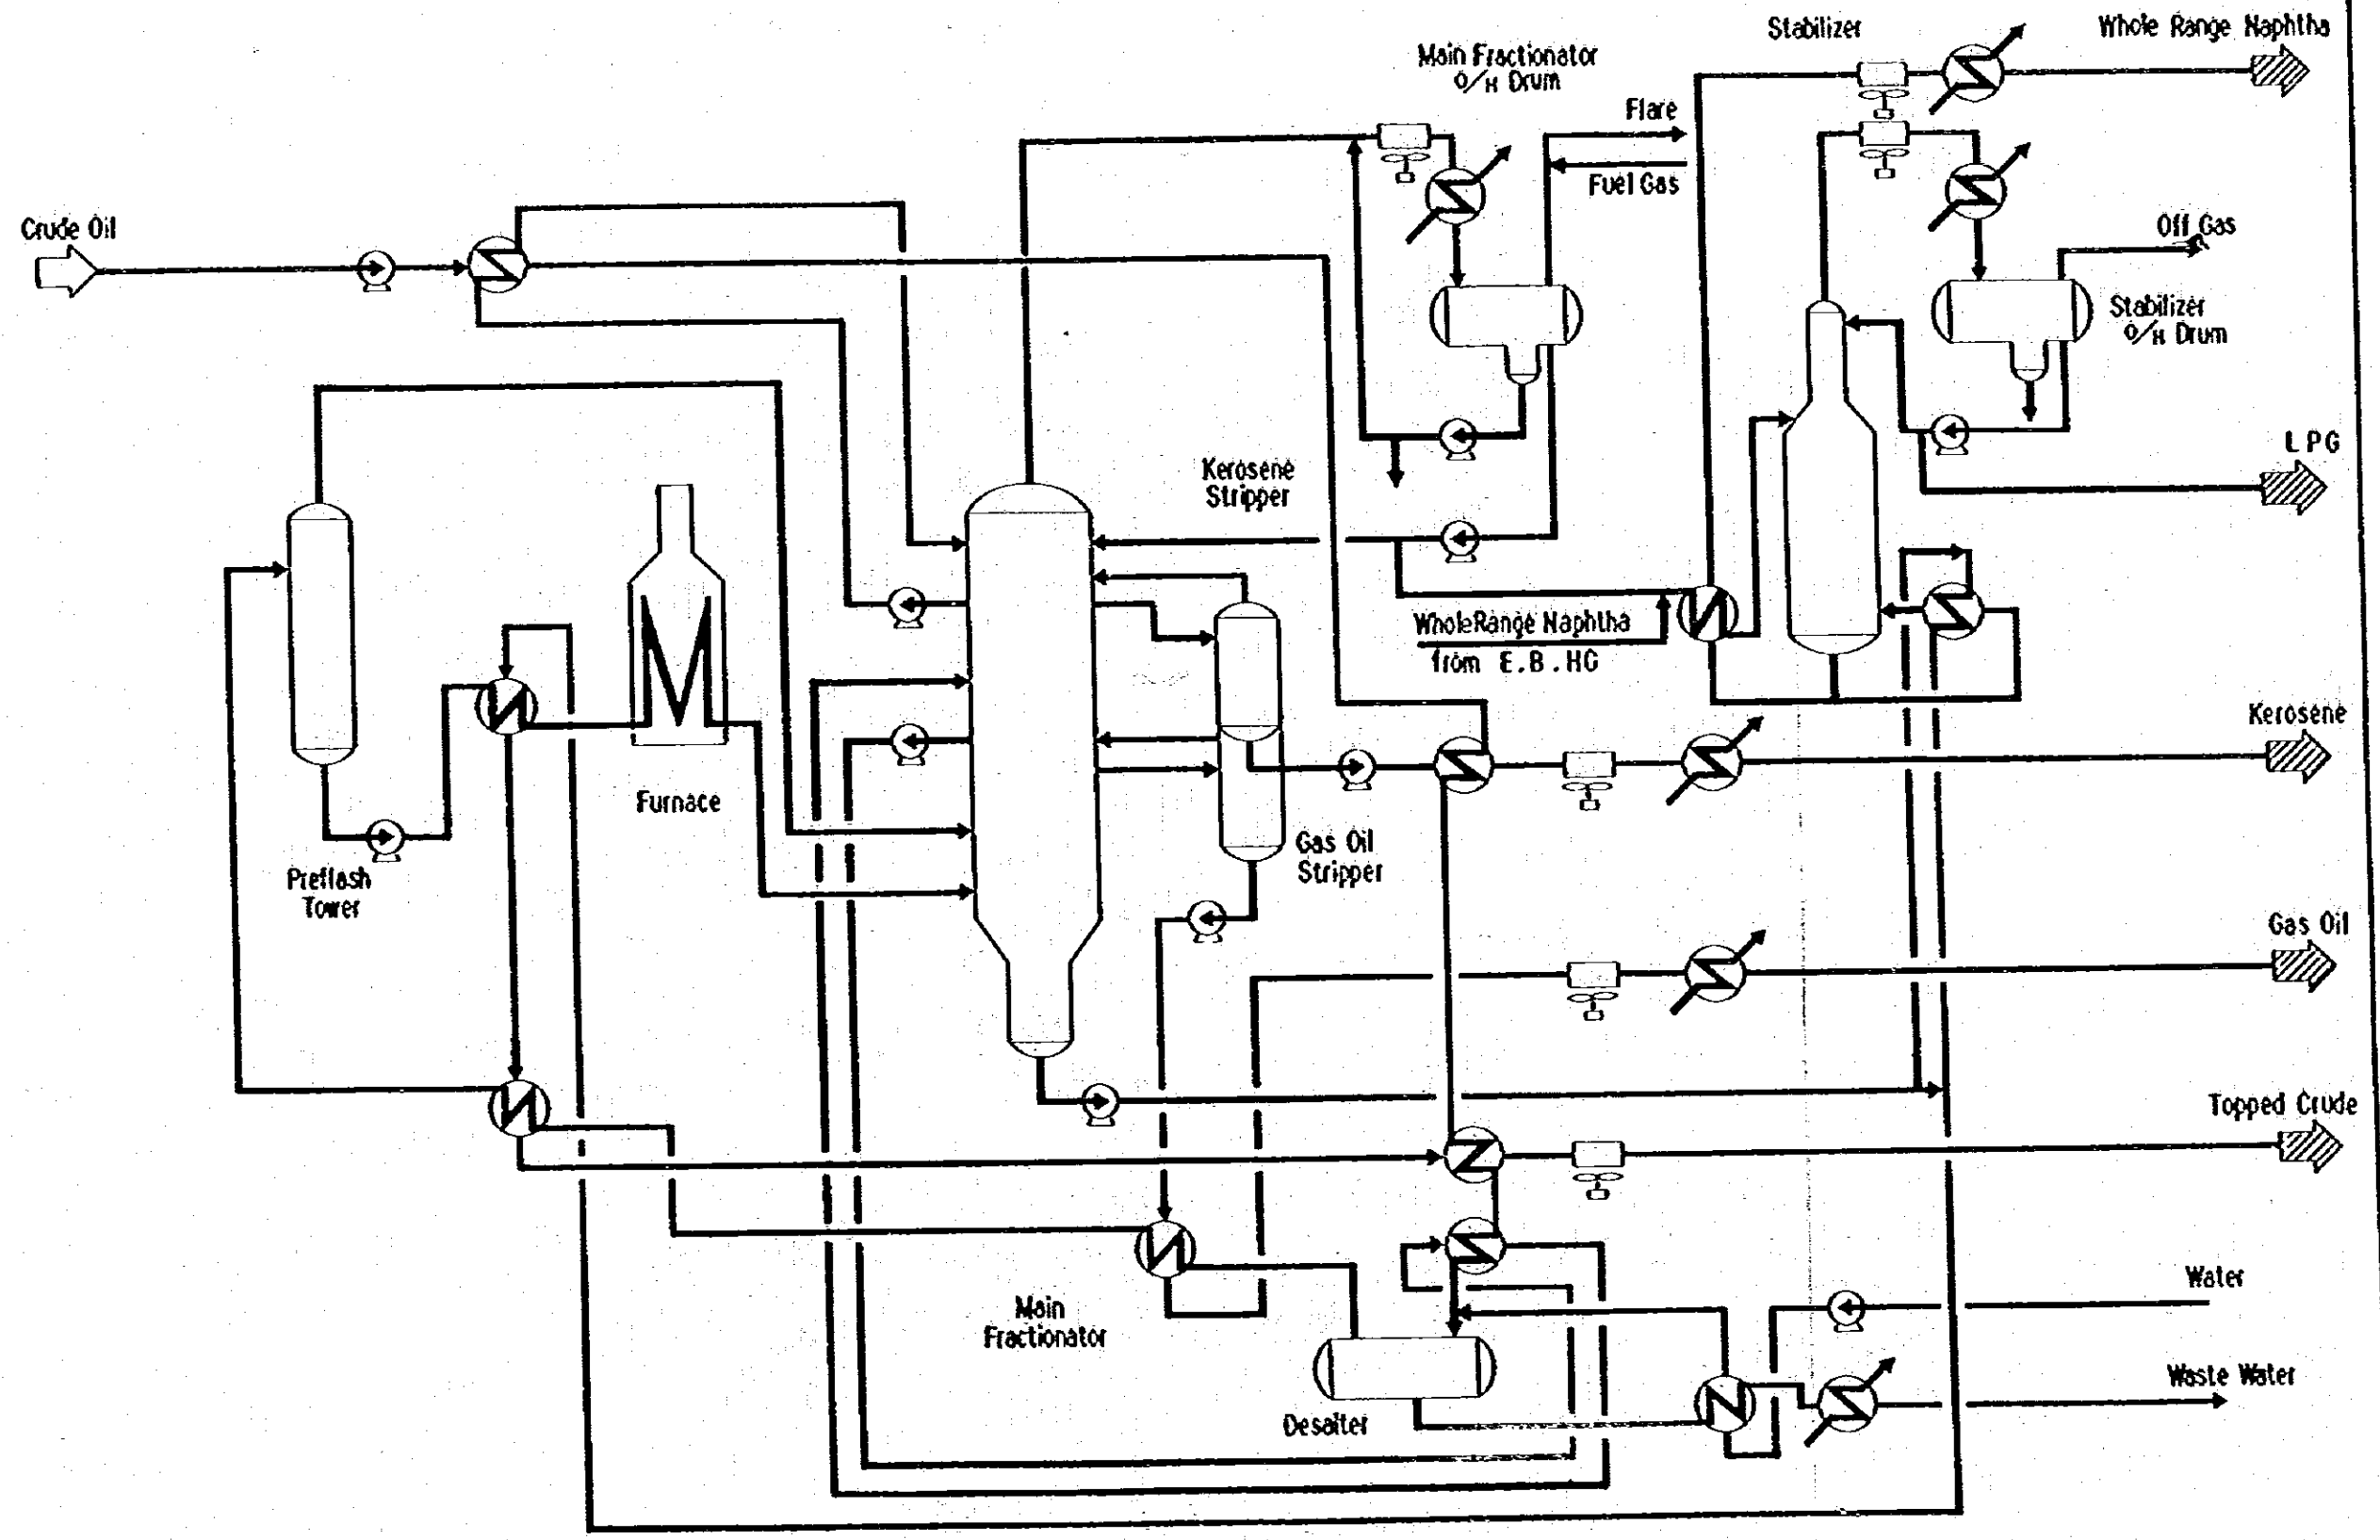 Stabilizer
Whole Range Naphtha
Main Fractionator
O/H Drum
Flare
Fuel Gas
Crude Oil
Off Gas
Stabilizer
O/H Drum
LPG
Kerosene
Stripper
Whole Range Naphtha
from E.B.HC
Kerosene
Furnace
Gas Oil
Stripper
Preflash
Tower
Gas Oil
Topped Crude
Main
Fractionator
Water
Waste Water
Desalter